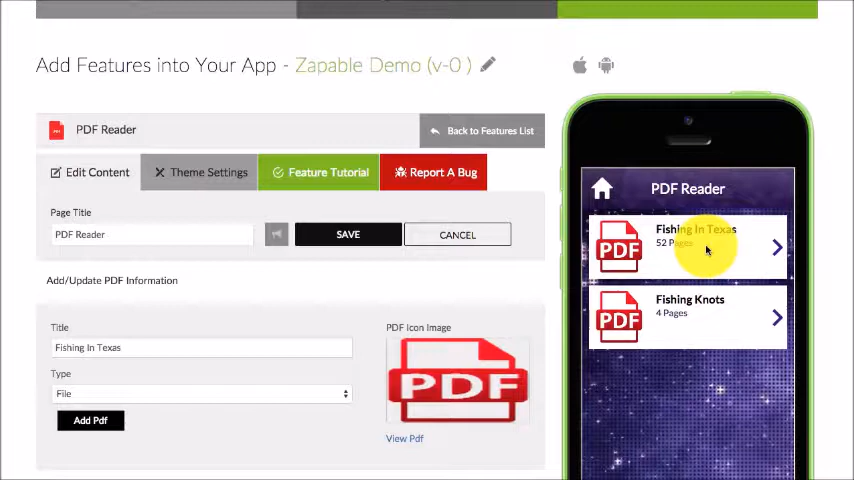 Add Features into Your App - Zapable Demo (v-0 )
PDF Reader
Back to Features List
Edit Content
Theme Settings
Feature Tutorial
Report A Bug
Page Title
PDF Reader
SAVE
CANCEL
Add/Update PDF Information
Title
Fishing In Texas
Type
File
Add Pdf
PDF Icon Image
PDF
View Pdf
PDF Reader
PDF
Fishing In Texas
52 Pages
PDF
Fishing Knots
4 Pages